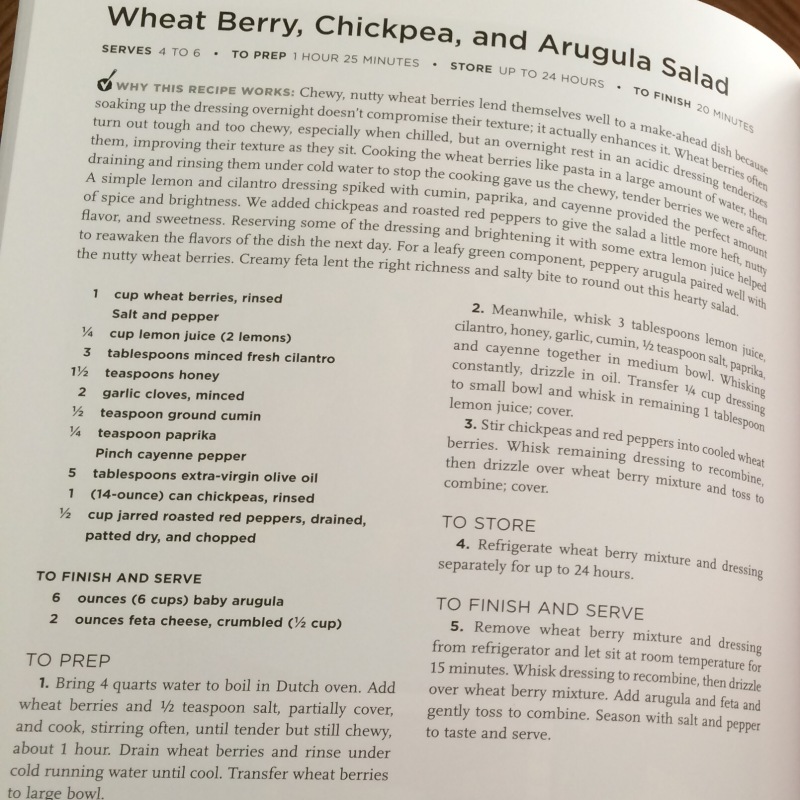 Wheat Berry, Chickpea, and Arugula Salad
SERVES 4 TO 6 • TO PREP 1 HOUR 25 MINUTES • STORE UP TO 24 HOURS • TO FINISH 20 MINUTES
WHY THIS RECIPE WORKS: Chewy, nutty wheat berries lend themselves well to a make-ahead dish because
soaking up the dressing overnight doesn't compromise their texture; it actually enhances it. Wheat berries often
turn out tough and too chewy, especially when chilled, but an overnight rest in an acidic dressing tenderizes
them, improving their texture as they sit. Cooking the wheat berries like pasta in a large amount of water, then
draining and rinsing them under cold water to stop the cooking gave us the chewy, tender berries we were after.
A simple lemon and cilantro dressing spiked with cumin, paprika, and cayenne provided the perfect amount
of spice and brightness. We added chickpeas and roasted red peppers to give the salad a little more heft, nutty
flavor, and sweetness. Reserving some of the dressing and brightening it with some extra lemon juice helped
to reawaken the flavors of the dish the next day. For a leafy green component, peppery arugula paired well with
the nutty wheat berries. Creamy feta lent the right richness and salty bite to round out this hearty salad.
1 cup wheat berries, rinsed
Salt and pepper
¼ cup lemon juice (2 lemons)
3 tablespoons minced fresh cilantro
1½ teaspoons honey
2 garlic cloves, minced
½ teaspoon ground cumin
¼ teaspoon paprika
Pinch cayenne pepper
5 tablespoons extra-virgin olive oil
1 (14-ounce) can chickpeas, rinsed
½ cup jarred roasted red peppers, drained,
patted dry, and chopped
TO FINISH AND SERVE
6 ounces (6 cups) baby arugula
2 ounces feta cheese, crumbled (½ cup)
TO PREP
1. Bring 4 quarts water to boil in Dutch oven. Add
wheat berries and ½ teaspoon salt, partially cover,
and cook, stirring often, until tender but still chewy,
about 1 hour. Drain wheat berries and rinse under
cold running water until cool. Transfer wheat berries
to large bowl.
2. Meanwhile, whisk 3 tablespoons lemon juice,
cilantro, honey, garlic, cumin, ½ teaspoon salt, paprika,
and cayenne together in medium bowl. Whisking
constantly, drizzle in oil. Transfer ¼ cup dressing
to small bowl and whisk in remaining 1 tablespoon
lemon juice; cover.
3. Stir chickpeas and red peppers into cooled wheat
berries. Whisk remaining dressing to recombine,
then drizzle over wheat berry mixture and toss to
combine; cover.
TO STORE
4. Refrigerate wheat berry mixture and dressing
separately for up to 24 hours.
TO FINISH AND SERVE
5. Remove wheat berry mixture and dressing
from refrigerator and let sit at room temperature for
15 minutes. Whisk dressing to recombine, then drizzle
over wheat berry mixture. Add arugula and feta and
gently toss to combine. Season with salt and pepper
to taste and serve.